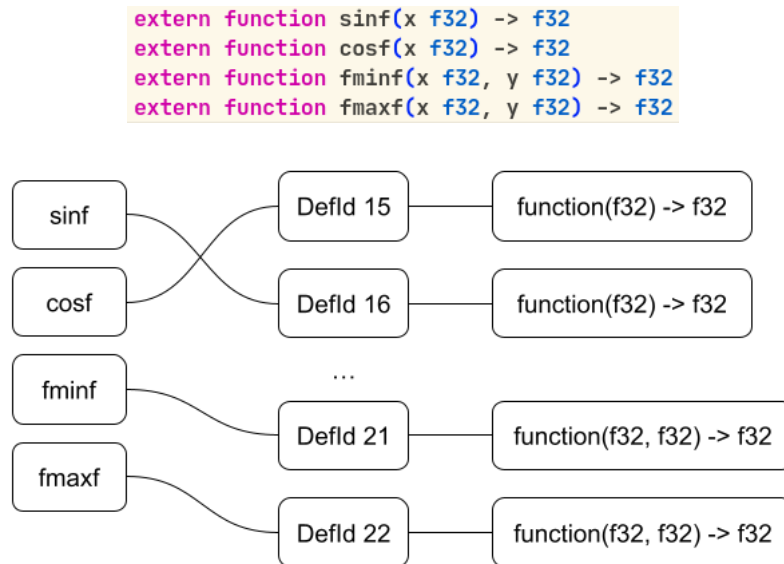 extern function sinf(x f32) -> f32
extern function cosf(x f32) -> f32
extern function fminf(x f32, y f32) -> f32
extern function fmaxf(x f32, y f32) -> f32
sinf
DefId 15
function(f32) -> f32
cosf
DefId 16
function(f32) -> f32
...
fminf
DefId 21
function(f32, f32) -> f32
fmaxf
DefId 22
function(f32, f32) -> f32